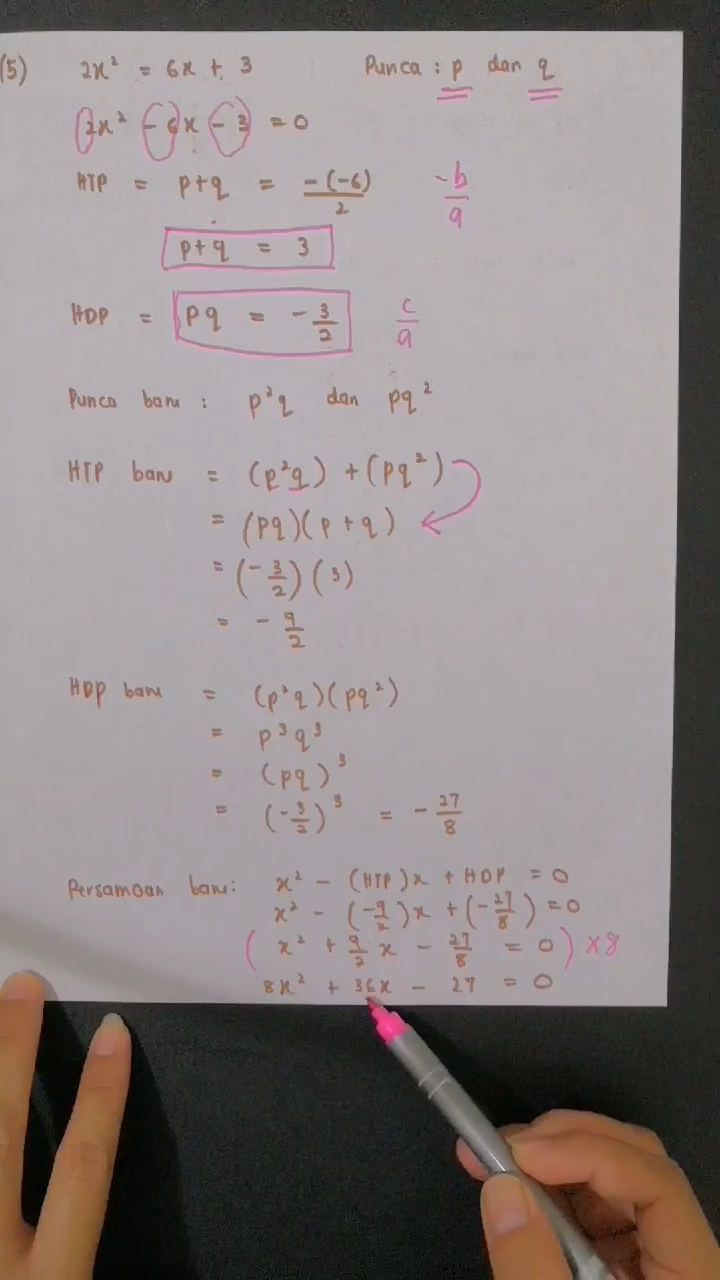 (5) 2x² = 6x + 3 Punca : p dan q
2x² - 6x - 3 = 0
HTP = p+q = -(-6)/2 -b/a
p+q = 3
HDP = pq = -3/2 c/a
Punca baru : p²q dan pq²
HTP baru = (p²q) + (pq²)
= (pq)(p + q)
= (-3/2)(3)
= -9/2
HDP baru = (p²q)(pq²)
= p³q³
= (pq)³
= (-3/2)³ = -27/8
Persamaan baru: x² - (HTP)x + HDP = 0
x² - (-9/2)x + (-27/8) = 0
( x² + 9/2 x - 27/8 = 0 ) × 8
8x² + 36x - 27 = 0